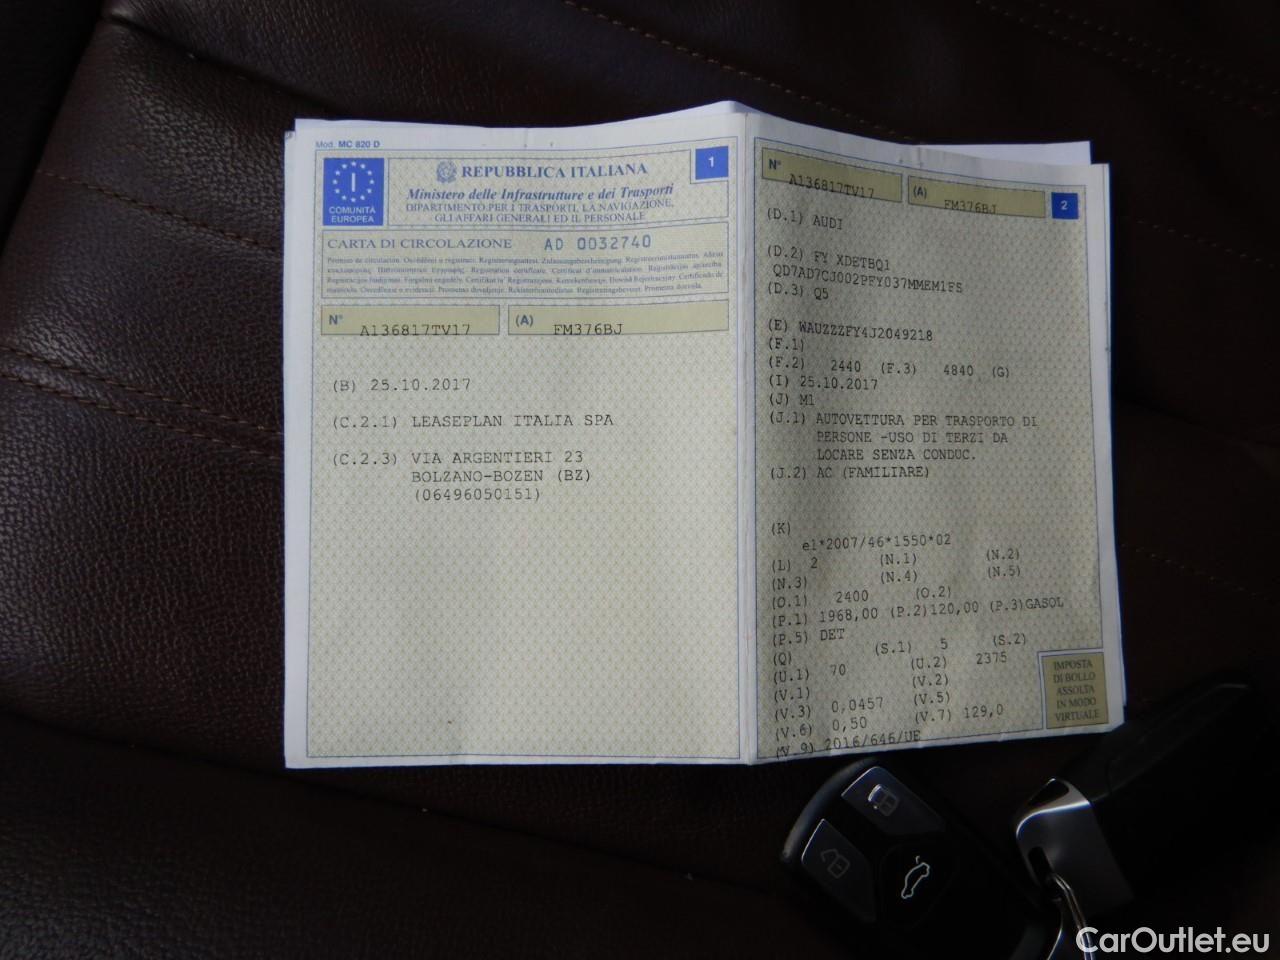 Mod. MC 820 D
I
COMUNITÀ
EUROPEA
REPUBBLICA ITALIANA
Ministero delle Infrastrutture e dei Trasporti
DIPARTIMENTO PER I TRASPORTI, LA NAVIGAZIONE,
GLI AFFARI GENERALI ED IL PERSONALE
1
CARTA DI CIRCOLAZIONE AD 0032740
N° A136817TV17 (A) FM376BJ
(B) 25.10.2017
(C.2.1) LEASEPLAN ITALIA SPA
(C.2.3) VIA ARGENTIERI 23
BOLZANO-BOZEN (BZ)
(06496050151)
N° A136817TV17 (A) FM376BJ 2
(D.1) AUDI
(D.2) FY XDETBQ1
QD7AD7CJ002PFY037MMEM1FS
(D.3) Q5
(E) WAUZZZFY4J2049218
(F.1)
(F.2) 2440 (F.3) 4840 (G)
(I) 25.10.2017
(J) M1
(J.1) AUTOVETTURA PER TRASPORTO DI
PERSONE -USO DI TERZI DA
LOCARE SENZA CONDUC.
(J.2) AC (FAMILIARE)
(K)
e1*2007/46*1550*02
(L) 2 (N.1) (N.2)
(N.3) (N.4) (N.5)
(O.1) 2400 (O.2)
(P.1) 1968,00 (P.2)120,00 (P.3)GASOL
(P.5) DET
(Q) (S.1) 5 (S.2)
(U.1) 70 (U.2) 2375
(V.1) (V.2)
(V.3) 0,0457 (V.5)
(V.6) 0,50 (V.7) 129,0
(V.9) 2016/646/UE
IMPOSTA
DI BOLLO
ASSOLTA
IN MODO
VIRTUALE
CarOutlet.eu